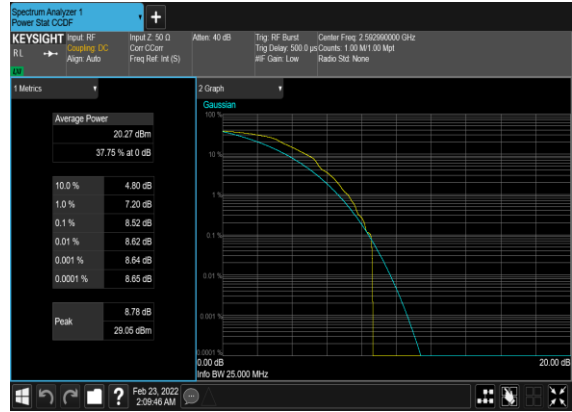 Spectrum Analyzer 1
Power Stat CCDF
+
KEYSIGHT
RL
Input: RF
Coupling: DC
Align: Auto
Input Z: 50 Ω
Corr CCorr
Freq Ref: Int (S)
Atten: 40 dB
Trig: RF Burst
Trig Delay: 500.0 µs
#IF Gain: Low
Center Freq: 2.592990000 GHz
Counts: 1.00 M/1.00 Mpt
Radio Std: None
1 Metrics
Average Power
20.27 dBm
37.75 % at 0 dB
10.0 % 4.80 dB
1.0 % 7.20 dB
0.1 % 8.52 dB
0.01 % 8.62 dB
0.001 % 8.64 dB
0.0001 % 8.65 dB
Peak
8.78 dB
29.05 dBm
2 Graph
Gaussian
100 %
10 %
1 %
0.1 %
0.01 %
0.001 %
0.0001 %
0.00 dB
20.00 dB
Info BW 25.000 MHz
?
Feb 23, 2022
2:09:46 AM